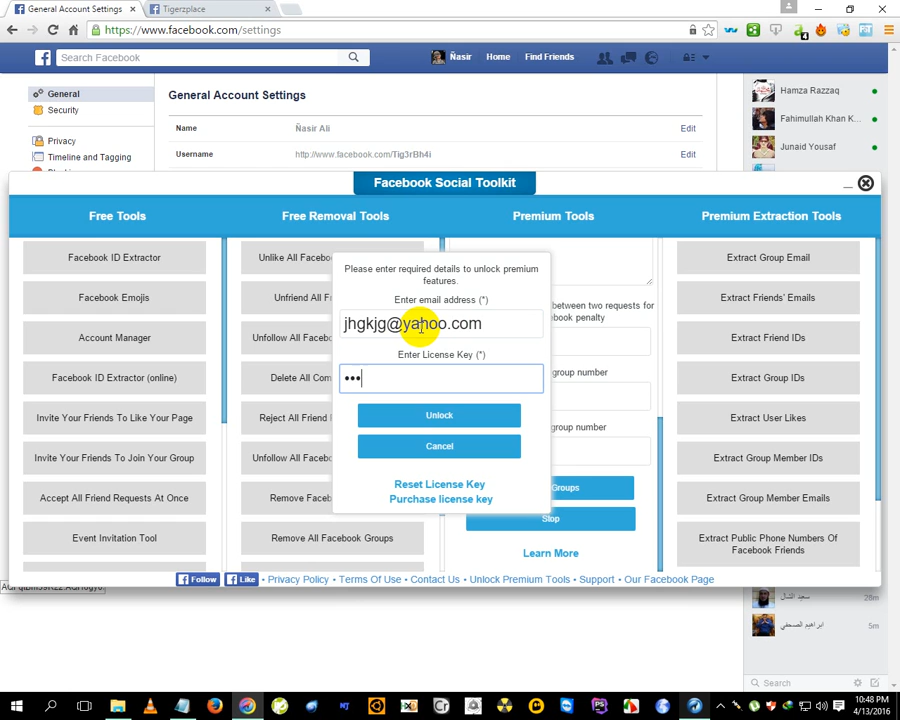 General Account Settings
Tigerzplace
https://www.facebook.com/settings
4
Search Facebook
Ñasir
Home
Find Friends
General
Security
Privacy
Timeline and Tagging
General Account Settings
Name
Ñasir Ali
Edit
Username
http://www.facebook.com/Tig3rBh4i
Edit
Hamza Razzaq
Fahimullah Khan K...
Junaid Yousaf
Facebook Social Toolkit
Free Tools
Free Removal Tools
Premium Tools
Premium Extraction Tools
Facebook ID Extractor
Facebook Emojis
Account Manager
Facebook ID Extractor (online)
Invite Your Friends To Like Your Page
Invite Your Friends To Join Your Group
Accept All Friend Requests At Once
Event Invitation Tool
Unlike All Facebo
Unfriend All F
Unfollow All Facebo
Delete All Com
Reject All Friend
Unfollow All Facebo
Remove Faceb
Remove All Facebook Groups
Please enter required details to unlock premium
features.
Enter email address (*)
jhgkjg@yahoo.com
Enter License Key (*)
•••
Unlock
Cancel
Reset License Key
Purchase license key
between two requests for
book penalty
group number
group number
Groups
Stop
Learn More
Extract Group Email
Extract Friends' Emails
Extract Friend IDs
Extract Group IDs
Extract User Likes
Extract Group Member IDs
Extract Group Member Emails
Extract Public Phone Numbers Of
Facebook Friends
Follow
Like
• Privacy Policy • Terms Of Use • Contact Us • Unlock Premium Tools • Support • Our Facebook Page
28m
ابراهيم الصحفي
5m
Search
10:48 PM
4/13/2016